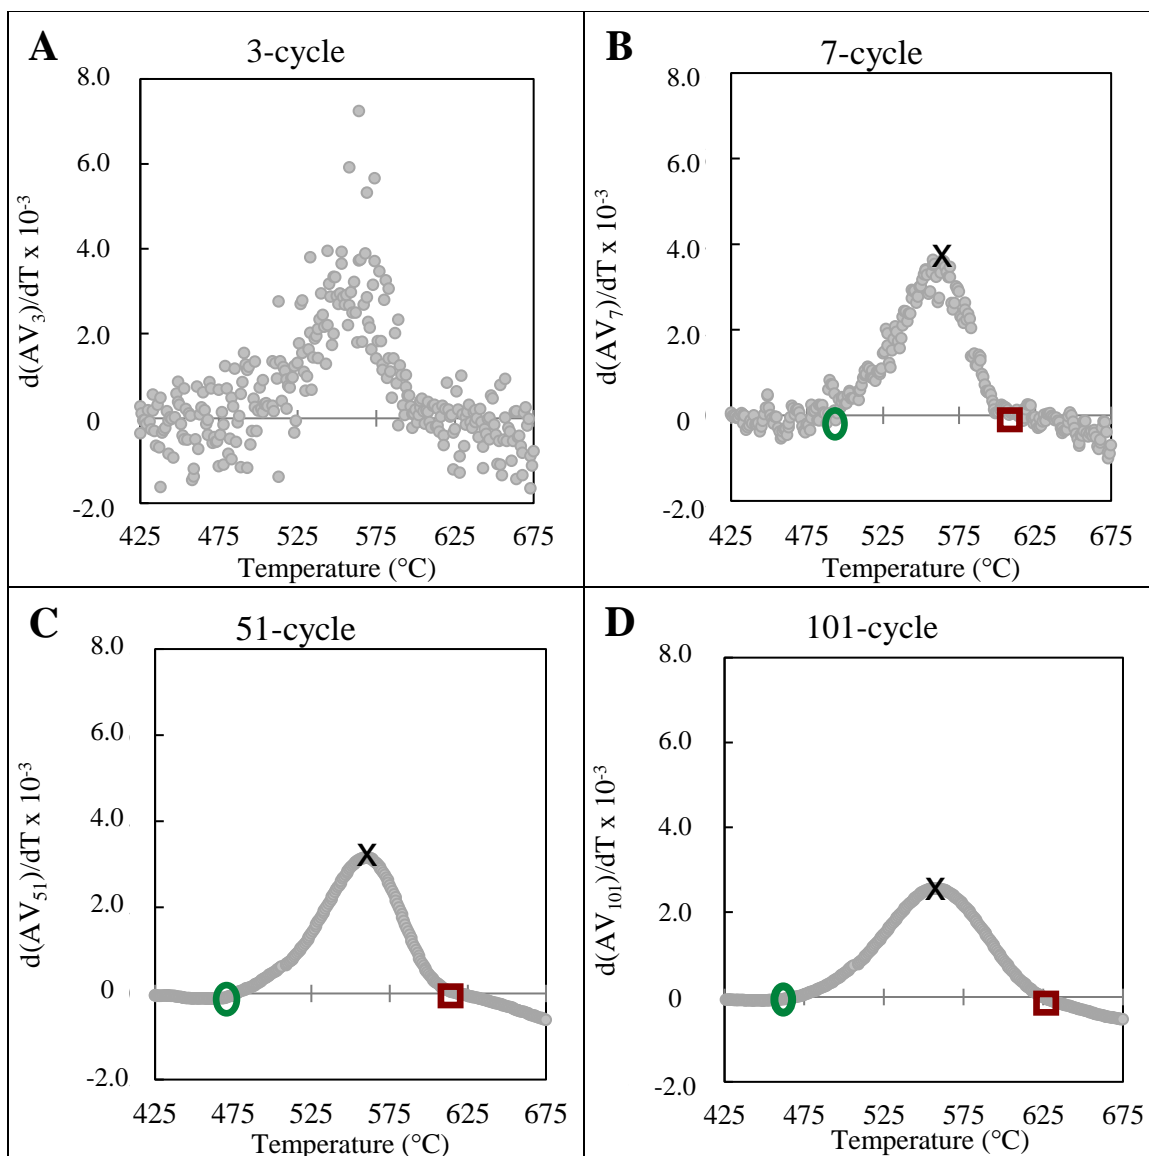 A
3-cycle
8.0
6.0
4.0
2.0
0
-2.0
d(AV₃)/dT x 10⁻³
425 475 525 575 625 675
Temperature (°C)
B
7-cycle
8.0
6.0
4.0
2.0
0
-2.0
d(AV₇)/dT x 10⁻³
X
425 475 525 575 625 675
Temperature (°C)
C
51-cycle
8.0
6.0
4.0
2.0
0
-2.0
d(AV₅₁)/dT x 10⁻³
X
425 475 525 575 625 675
Temperature (°C)
D
101-cycle
8.0
6.0
4.0
2.0
0
-2.0
d(AV₁₀₁)/dT x 10⁻³
X
425 475 525 575 625 675
Temperature (°C)